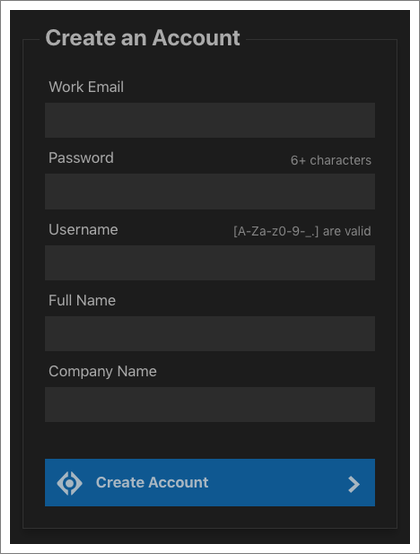 Create an Account
Work Email
Password 6+ characters
Username [A-Za-z0-9-_.] are valid
Full Name
Company Name
Create Account